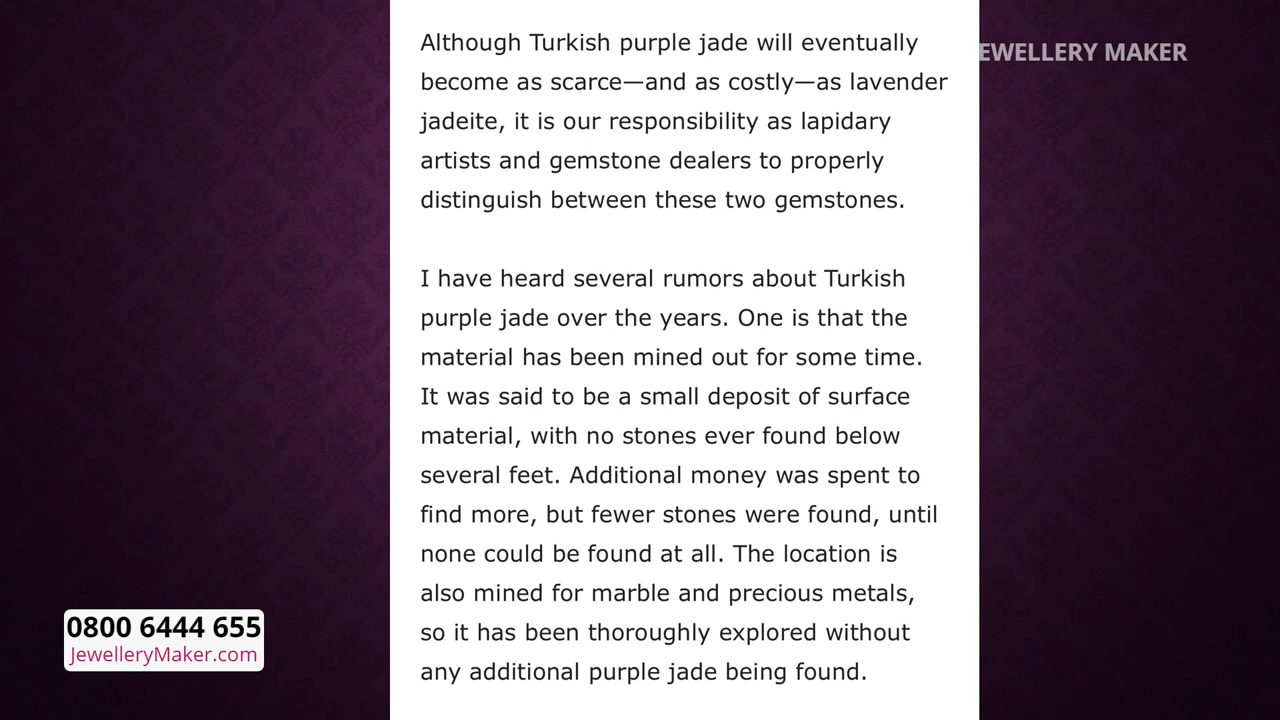 Although Turkish purple jade will eventually
become as scarce—and as costly—as lavender
jadeite, it is our responsibility as lapidary
artists and gemstone dealers to properly
distinguish between these two gemstones.
I have heard several rumors about Turkish
purple jade over the years. One is that the
material has been mined out for some time.
It was said to be a small deposit of surface
material, with no stones ever found below
several feet. Additional money was spent to
find more, but fewer stones were found, until
none could be found at all. The location is
also mined for marble and precious metals,
so it has been thoroughly explored without
any additional purple jade being found.
EWELLERY MAKER
0800 6444 655
JewelleryMaker.com